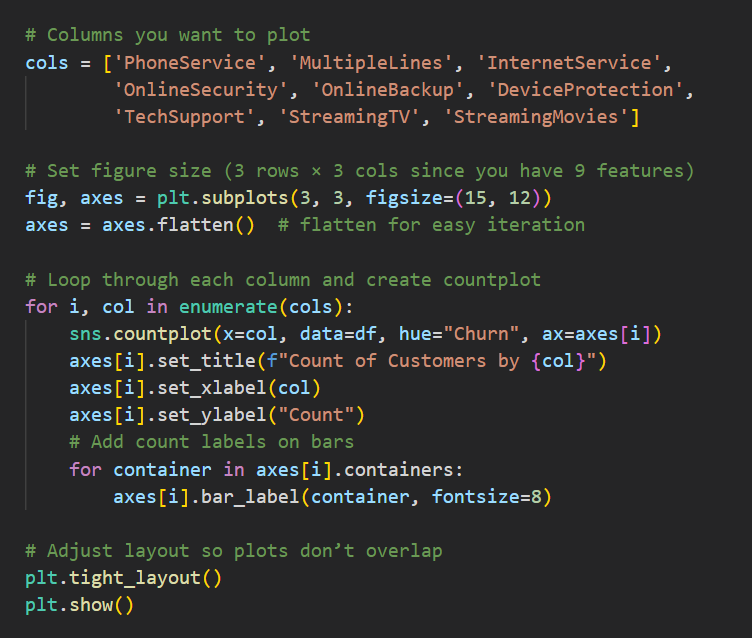 # Columns you want to plot
cols = ['PhoneService', 'MultipleLines', 'InternetService',
        'OnlineSecurity', 'OnlineBackup', 'DeviceProtection',
        'TechSupport', 'StreamingTV', 'StreamingMovies']

# Set figure size (3 rows × 3 cols since you have 9 features)
fig, axes = plt.subplots(3, 3, figsize=(15, 12))
axes = axes.flatten()  # flatten for easy iteration

# Loop through each column and create countplot
for i, col in enumerate(cols):
    sns.countplot(x=col, data=df, hue="Churn", ax=axes[i])
    axes[i].set_title(f"Count of Customers by {col}")
    axes[i].set_xlabel(col)
    axes[i].set_ylabel("Count")
    # Add count labels on bars
    for container in axes[i].containers:
        axes[i].bar_label(container, fontsize=8)

# Adjust layout so plots don’t overlap
plt.tight_layout()
plt.show()